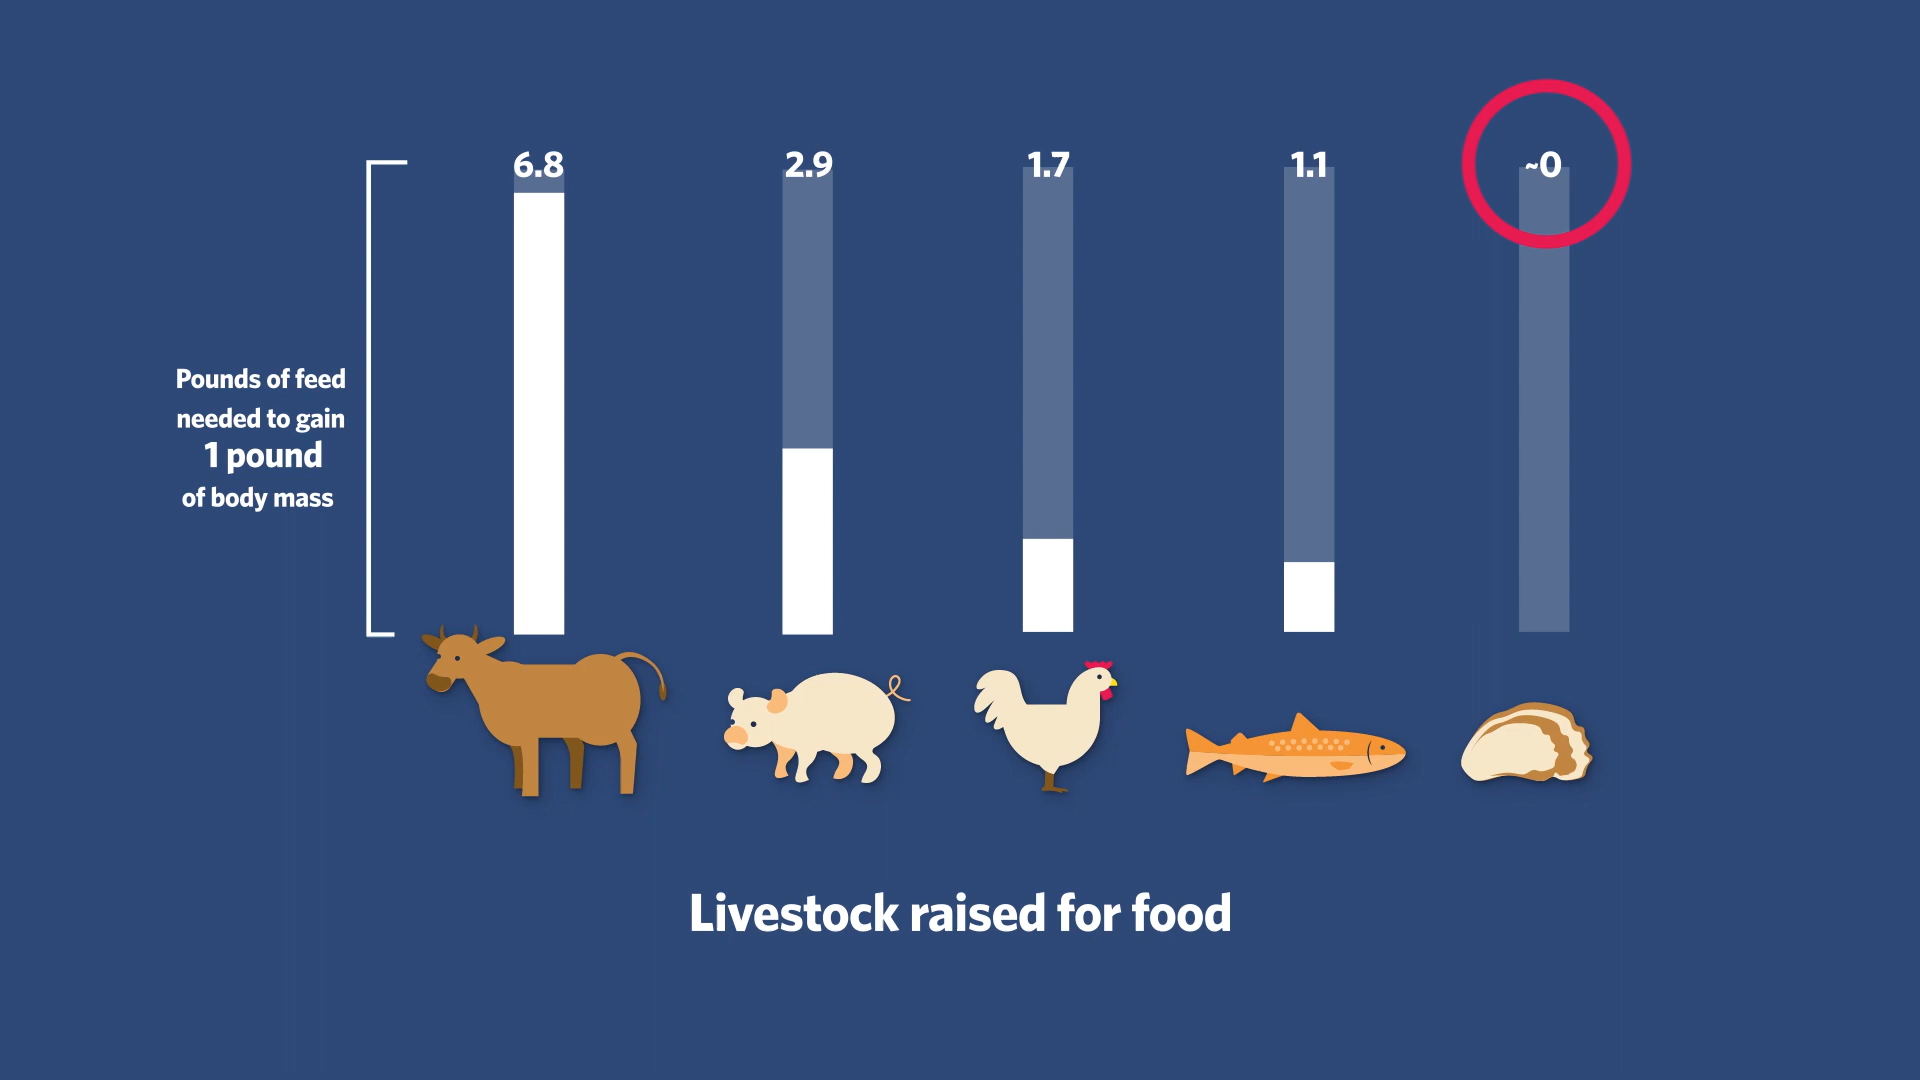 6.8
2.9
1.7
1.1
~0
Pounds of feed
needed to gain
1 pound
of body mass
Livestock raised for food